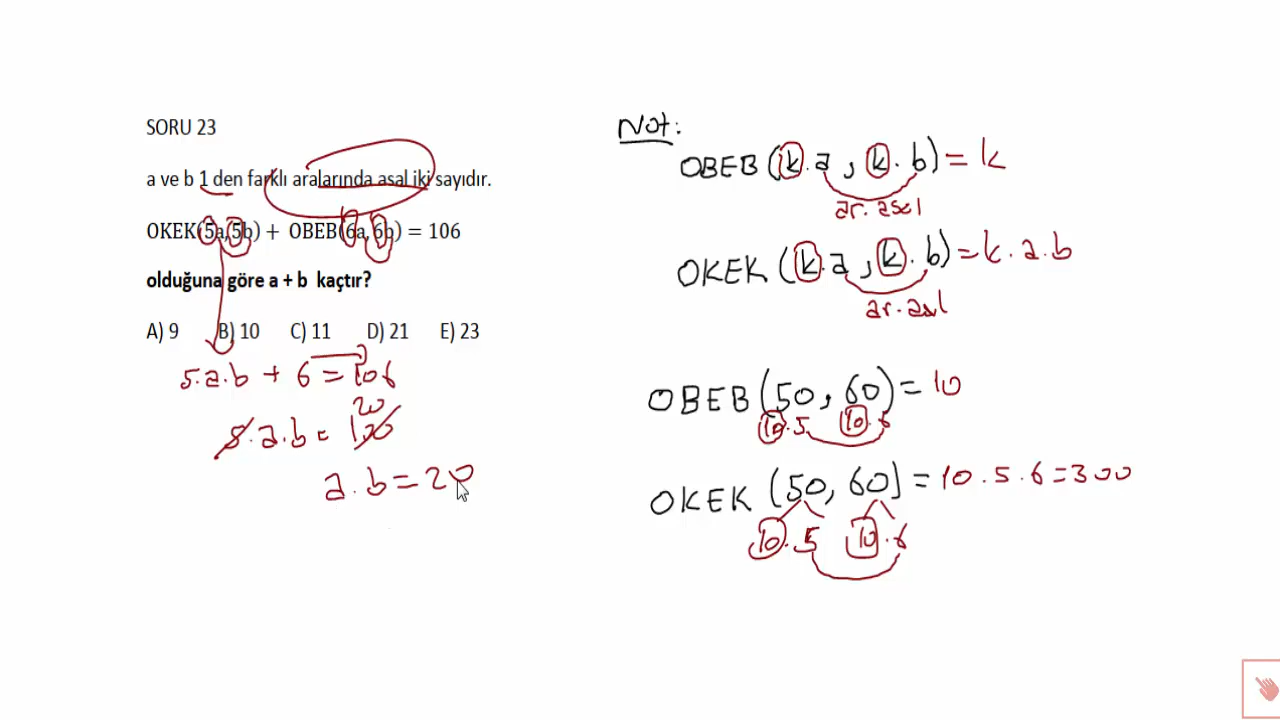 SORU 23
a ve b 1 den farklı aralarında asal iki sayıdır.
OKEK(5a,5b) + OBEB(6a,6b) = 106
olduğuna göre a + b kaçtır?
A) 9 B) 10 C) 11 D) 21 E) 23
5.a.b + 6 = 106
20
5.a.b = 100
a.b = 20
Not:
OBEB (k.a , k.b) = k
ar. asal
OKEK (k.a , k.b) = k.a.b
ar. asal
OBEB (50, 60) = 10
10.5 10.6
OKEK (50, 60) = 10.5.6=300
10.5 10.6